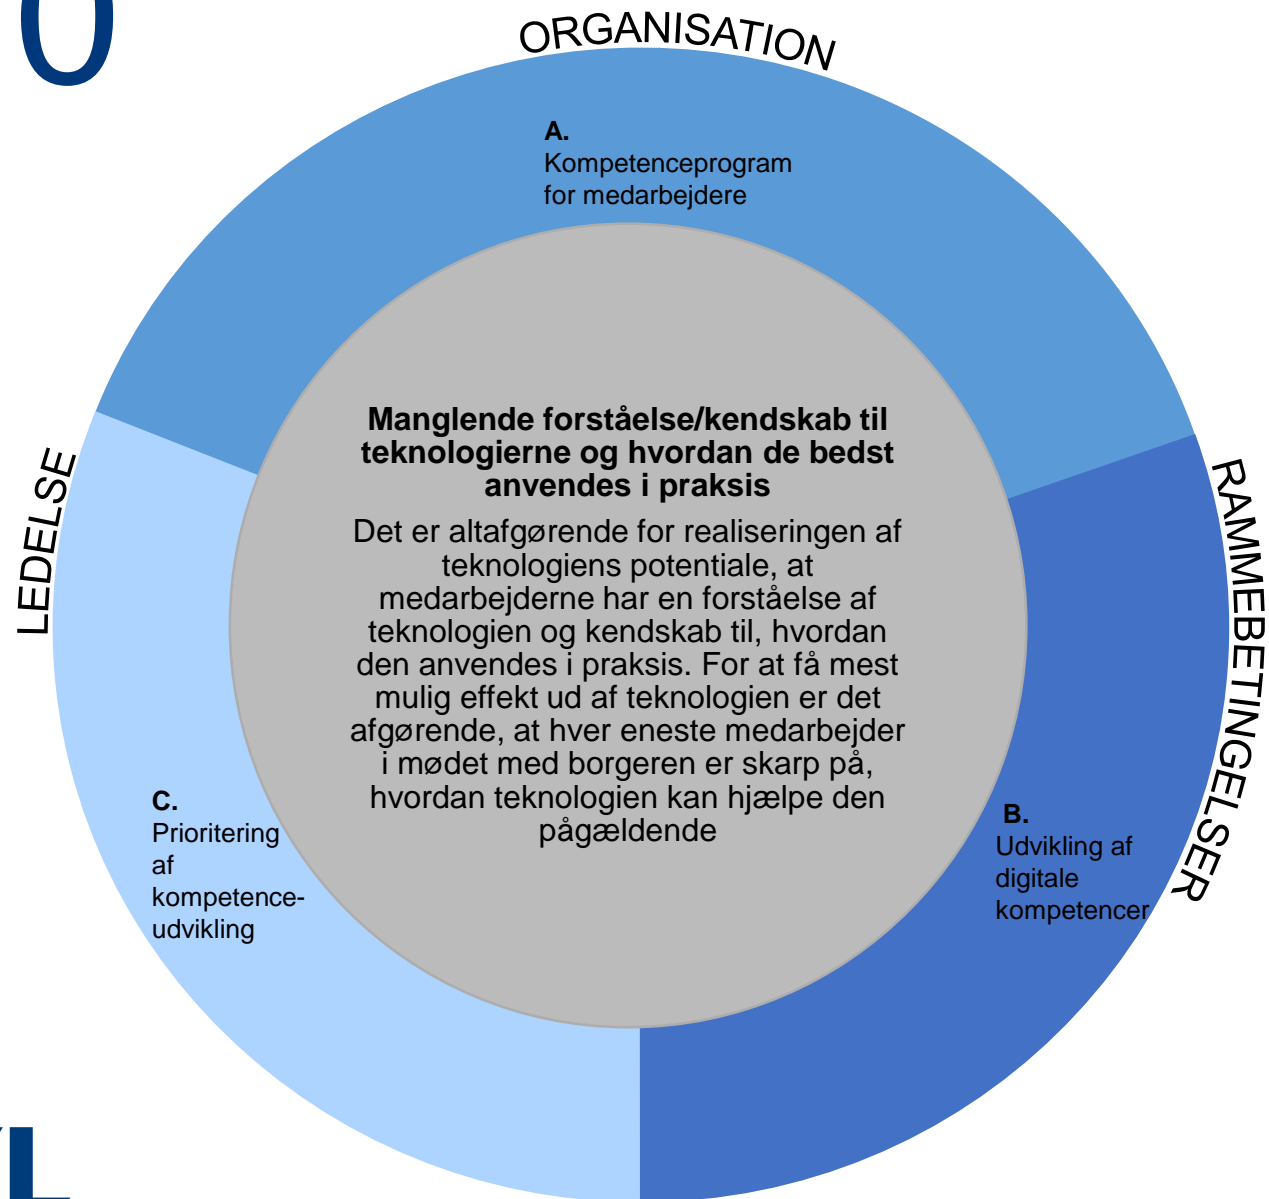 ORGANISATION
A.
Kompetenceprogram
for medarbejdere
Manglende forståelse/kendskab til
teknologierne og hvordan de bedst
anvendes i praksis
Det er altafgørende for realiseringen af
teknologiens potentiale, at
medarbejderne har en forståelse af
teknologien og kendskab til, hvordan
den anvendes i praksis. For at få mest
mulig effekt ud af teknologien er det
afgørende, at hver eneste medarbejder
i mødet med borgeren er skarp på,
hvordan teknologien kan hjælpe den
pågældende
LEDELSE
C.
Prioritering
af
kompetence-
udvikling
RAMMEBETINGELSER
B.
Udvikling af
digitale
kompetencer